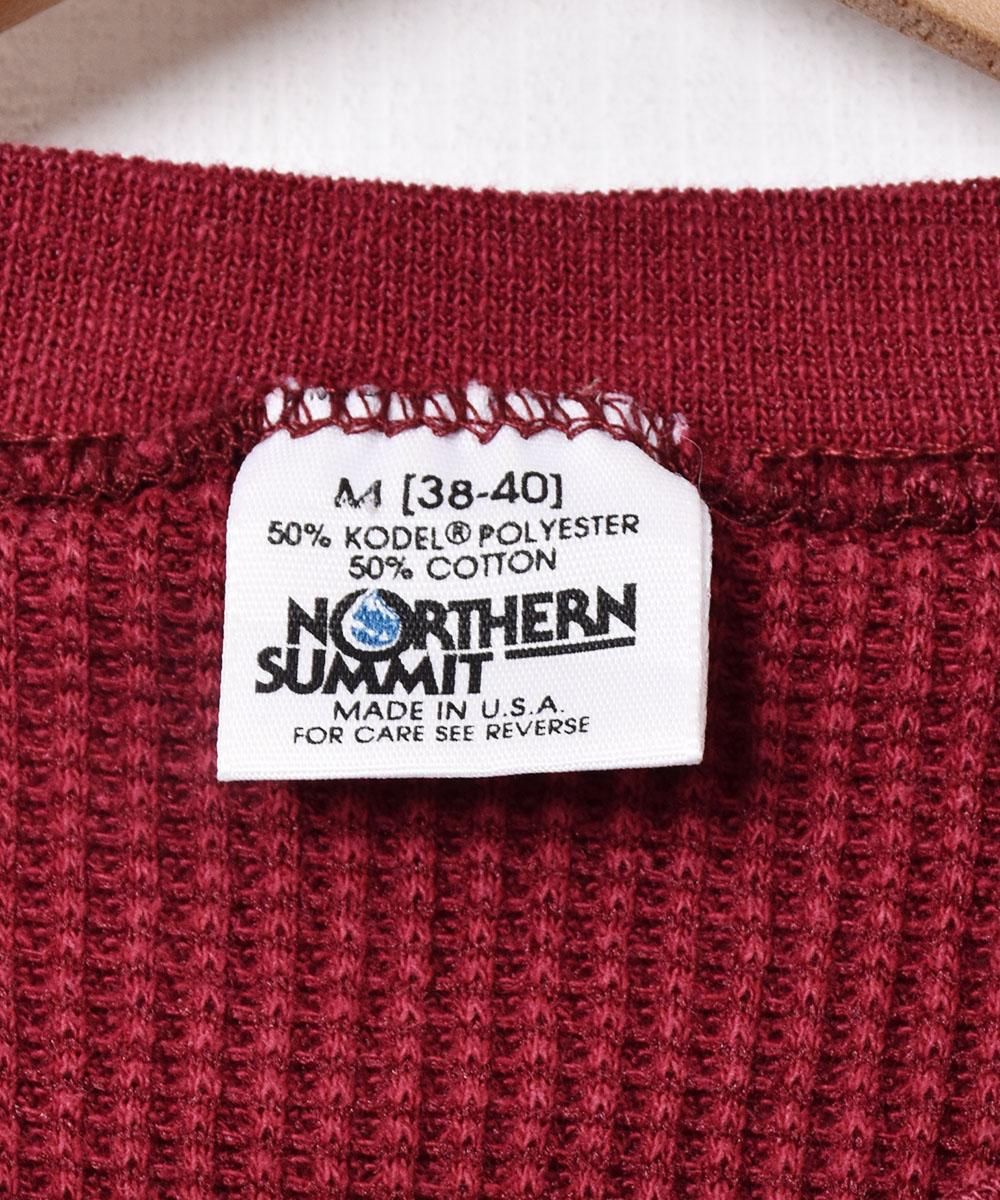 M [38-40]
50% KODEL® POLYESTER
50% COTTON
NORTHERN
SUMMIT
MADE IN U.S.A.
FOR CARE SEE REVERSE